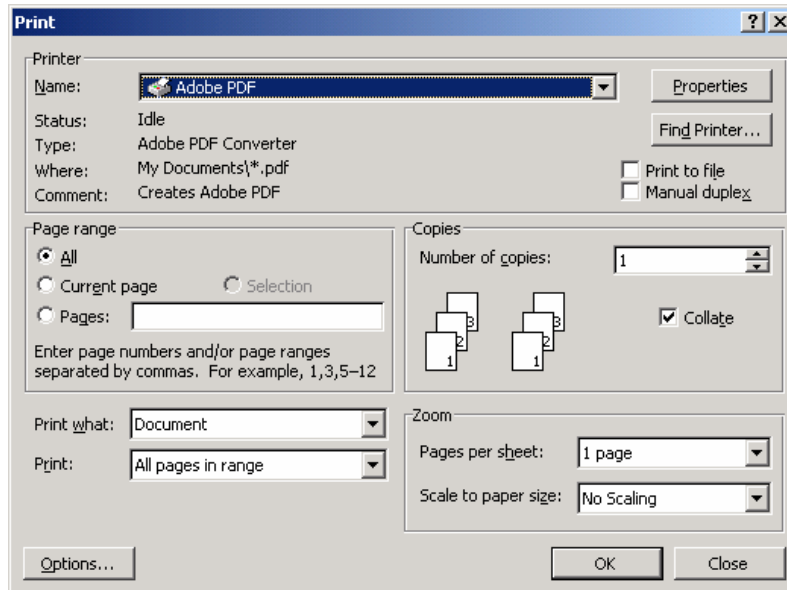 Print
Printer
Name: Adobe PDF Properties
Status: Idle
Find Printer...
Type: Adobe PDF Converter
Where: My Documents\*.pdf
Print to file
Comment: Creates Adobe PDF
Manual duplex
Page range
All
Current page Selection
Pages:
Enter page numbers and/or page ranges
separated by commas. For example, 1,3,5–12
Copies
Number of copies: 1
3 3
2 2
1 1
Collate
Print what: Document
Print: All pages in range
Zoom
Pages per sheet: 1 page
Scale to paper size: No Scaling
Options... OK Close